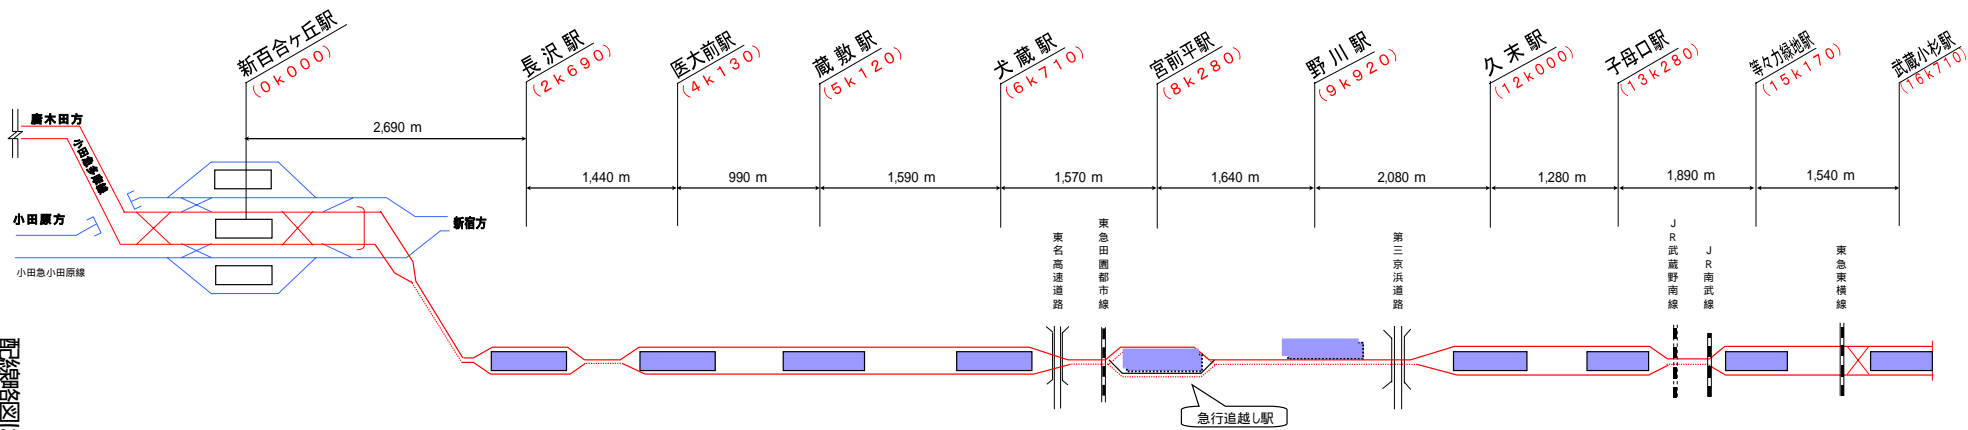 新百合ヶ丘駅
(0k000)
長沢駅
(2k690)
医大前駅
(4k130)
蔵敷駅
(5k120)
犬蔵駅
(6k710)
宮前平駅
(8k280)
野川駅
(9k920)
久末駅
(12k000)
子母口駅
(13k280)
等々力緑地駅
(15k170)
武蔵小杉駅
(16k710)
2,690 m
1,440 m
990 m
1,590 m
1,570 m
1,640 m
2,080 m
1,280 m
1,890 m
1,540 m
唐木田方
小田急多摩線
小田原方
新宿方
小田急小田原線
東名高速道路
東急田園都市線
第三京浜道路
JR武蔵野南線
JR南武線
東急東横線
急行追越し駅
配線略図